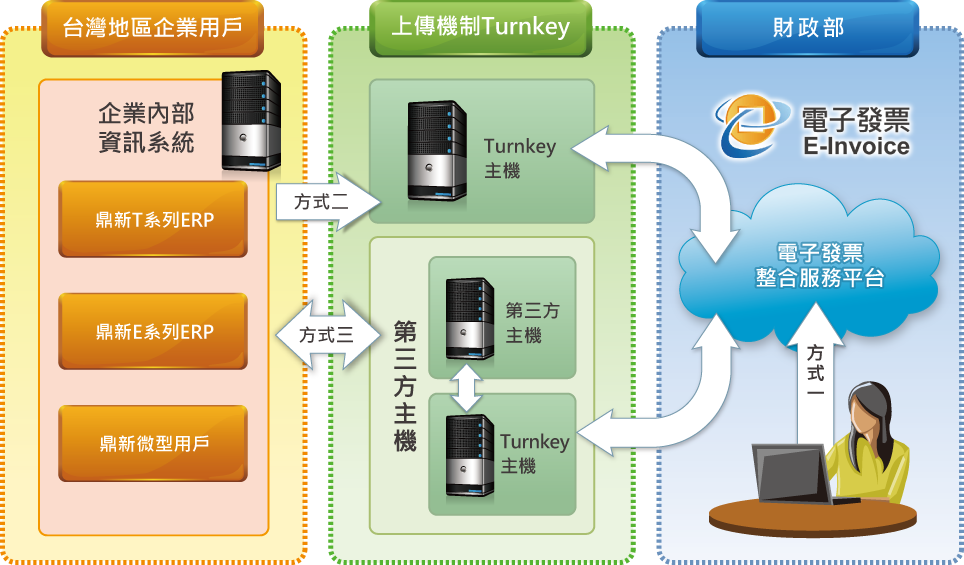 台灣地區企業用戶
企業內部
資訊系統
鼎新T系列ERP
鼎新E系列ERP
鼎新微型用戶
方式二
方式三
上傳機制Turnkey
Turnkey
主機
第三方主機
第三方
主機
Turnkey
主機
財政部
電子發票
E-Invoice
電子發票
整合服務平台
方式一